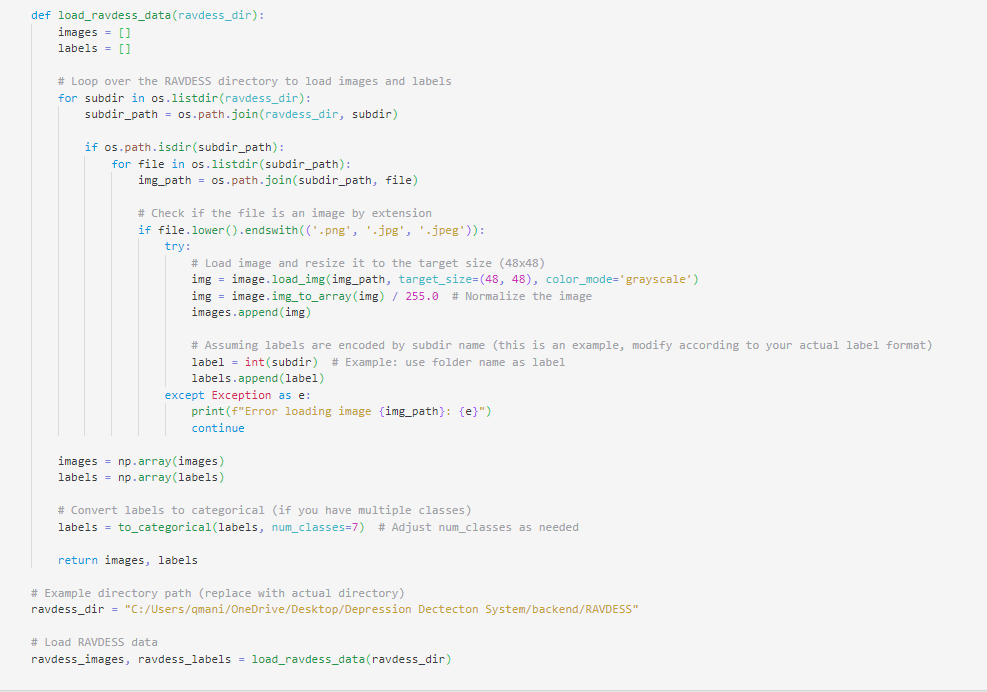 def load_ravdess_data(ravdess_dir):
    images = []
    labels = []

    # Loop over the RAVDESS directory to load images and labels
    for subdir in os.listdir(ravdess_dir):
        subdir_path = os.path.join(ravdess_dir, subdir)

        if os.path.isdir(subdir_path):
            for file in os.listdir(subdir_path):
                img_path = os.path.join(subdir_path, file)

                # Check if the file is an image by extension
                if file.lower().endswith(('.png', '.jpg', '.jpeg')):
                    try:
                        # Load image and resize it to the target size (48x48)
                        img = image.load_img(img_path, target_size=(48, 48), color_mode='grayscale')
                        img = image.img_to_array(img) / 255.0  # Normalize the image
                        images.append(img)

                        # Assuming labels are encoded by subdir name (this is an example, modify according to your actual label format)
                        label = int(subdir)  # Example: use folder name as label
                        labels.append(label)
                    except Exception as e:
                        print(f"Error loading image {img_path}: {e}")
                        continue

    images = np.array(images)
    labels = np.array(labels)

    # Convert labels to categorical (if you have multiple classes)
    labels = to_categorical(labels, num_classes=7)  # Adjust num_classes as needed

    return images, labels

# Example directory path (replace with actual directory)
ravdess_dir = "C:/Users/qmani/OneDrive/Desktop/Depression Dectecton System/backend/RAVDESS"

# Load RAVDESS data
ravdess_images, ravdess_labels = load_ravdess_data(ravdess_dir)